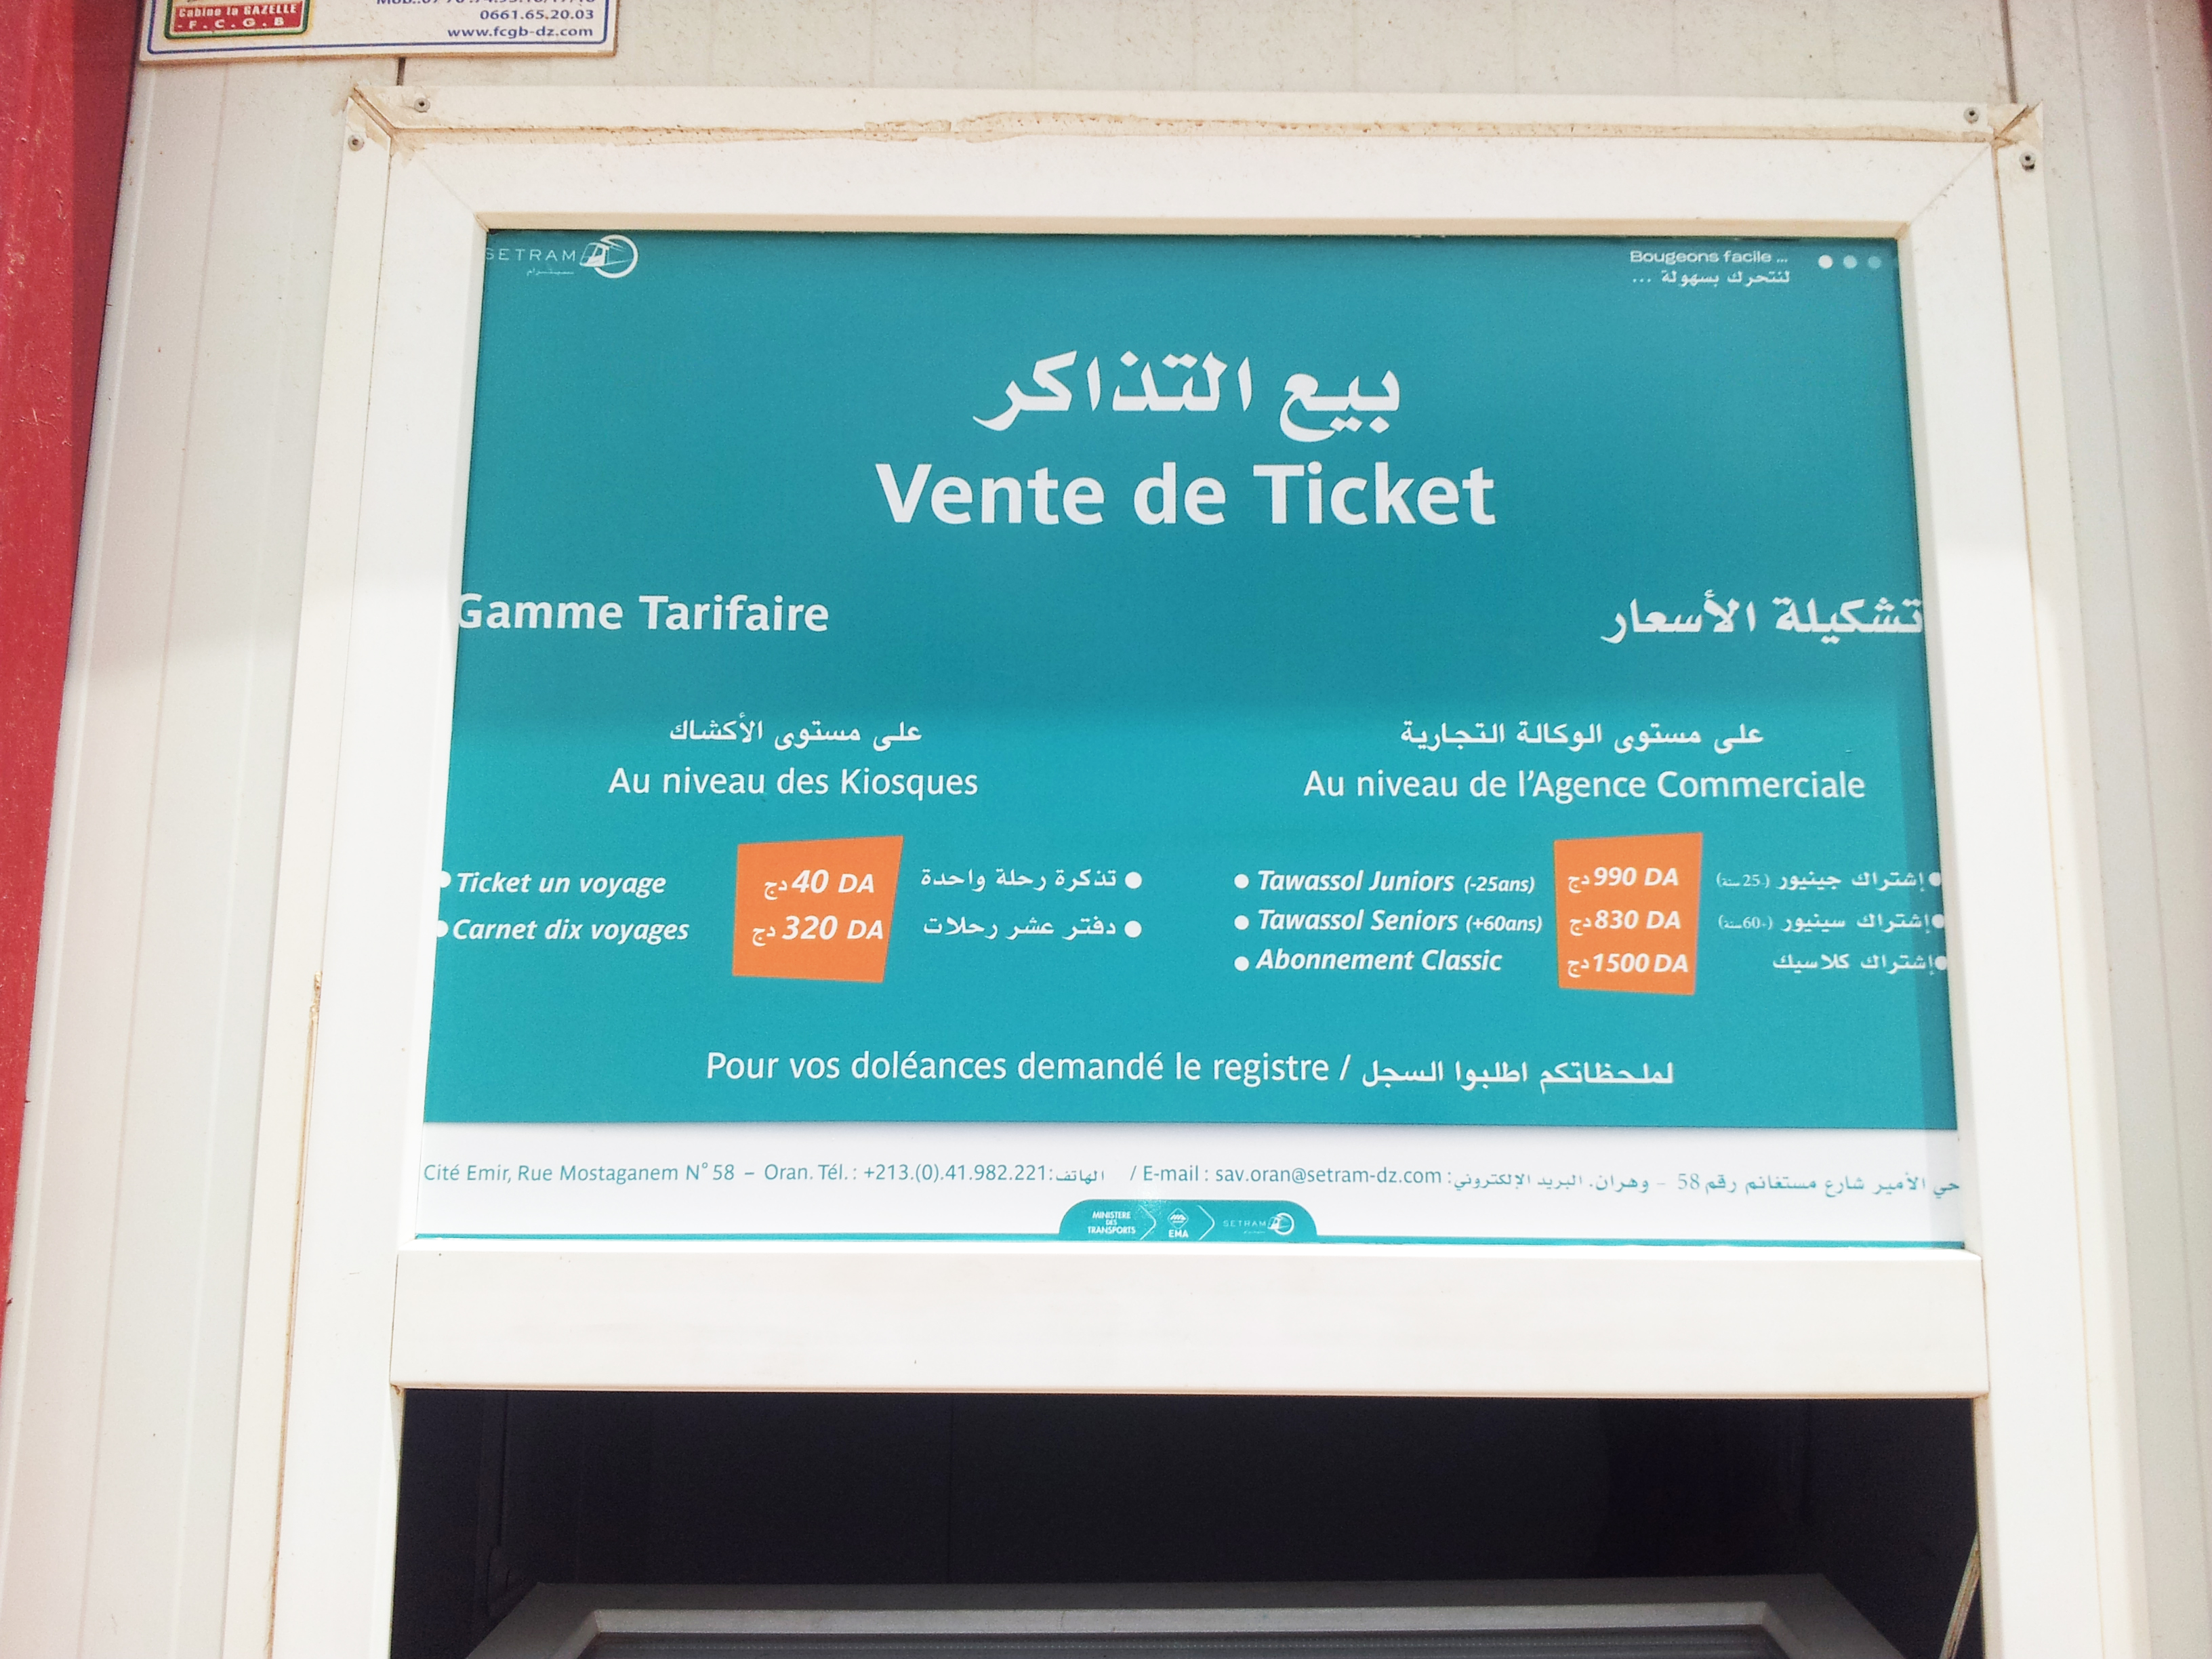 Cabine la GAZELLE
- F . C . G . B
0661.65.20.03
www.fcgb-dz.com
SETRAM
سيترام
Bougeons facile ...
لنتحرك بسهولة ...
بيع التذاكر
Vente de Ticket
Gamme Tarifaire
تشكيلة الأسعار
على مستوى الأكشاك
Au niveau des Kiosques
• Ticket un voyage 40 DA دج تذكرة رحلة واحدة •
• Carnet dix voyages 320 DA دج دفتر عشر رحلات •
على مستوى الوكالة التجارية
Au niveau de l'Agence Commerciale
• Tawassol Juniors (-25ans) 990 DA دج إشتراك جينيور (-25سنة) •
• Tawassol Seniors (+60ans) 830 DA دج إشتراك سينيور (-60سنة) •
• Abonnement Classic 1500 DA دج إشتراك كلاسيك •
Pour vos doléances demandé le registre / لملحظاتكم اطلبوا السجل
Cité Emir, Rue Mostaganem N° 58 – Oran. Tél. : +213.(0).41.982.221: الهاتف / E-mail : sav.oran@setram-dz.com : حي الأمير شارع مستغانم رقم 58 - وهران. البريد الإلكتروني
MINISTERE DES TRANSPORTS
EMA
SETRAM